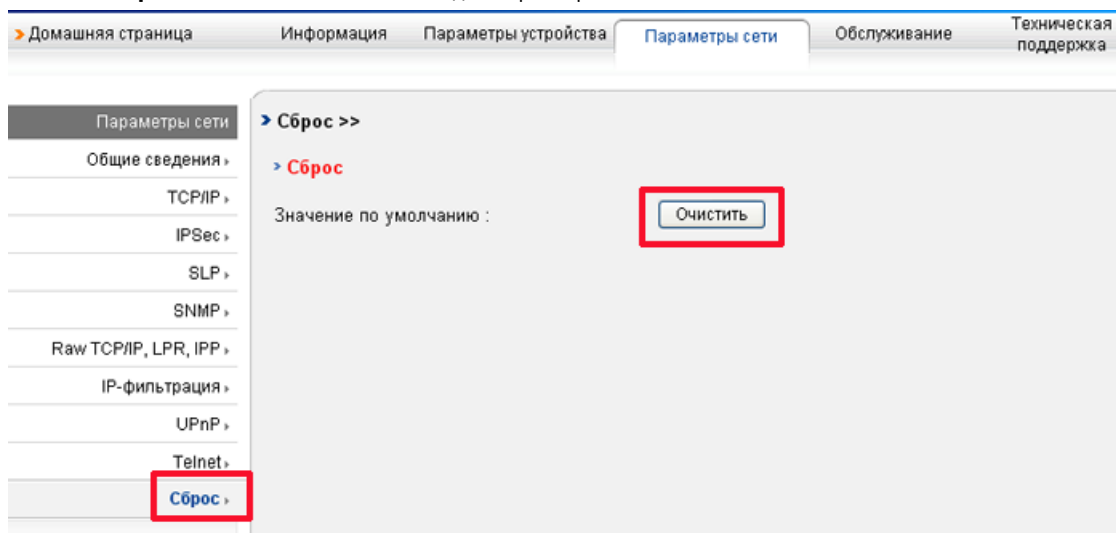 Домашняя страница
Информация
Параметры устройства
Параметры сети
Обслуживание
Техническая
поддержка
Параметры сети
Общие сведения
TCP/IP
IPSec
SLP
SNMP
Raw TCP/IP, LPR, IPP
IP-фильтрация
UPnP
Telnet
Сброс
Сброс >>
Сброс
Значение по умолчанию :
Очистить